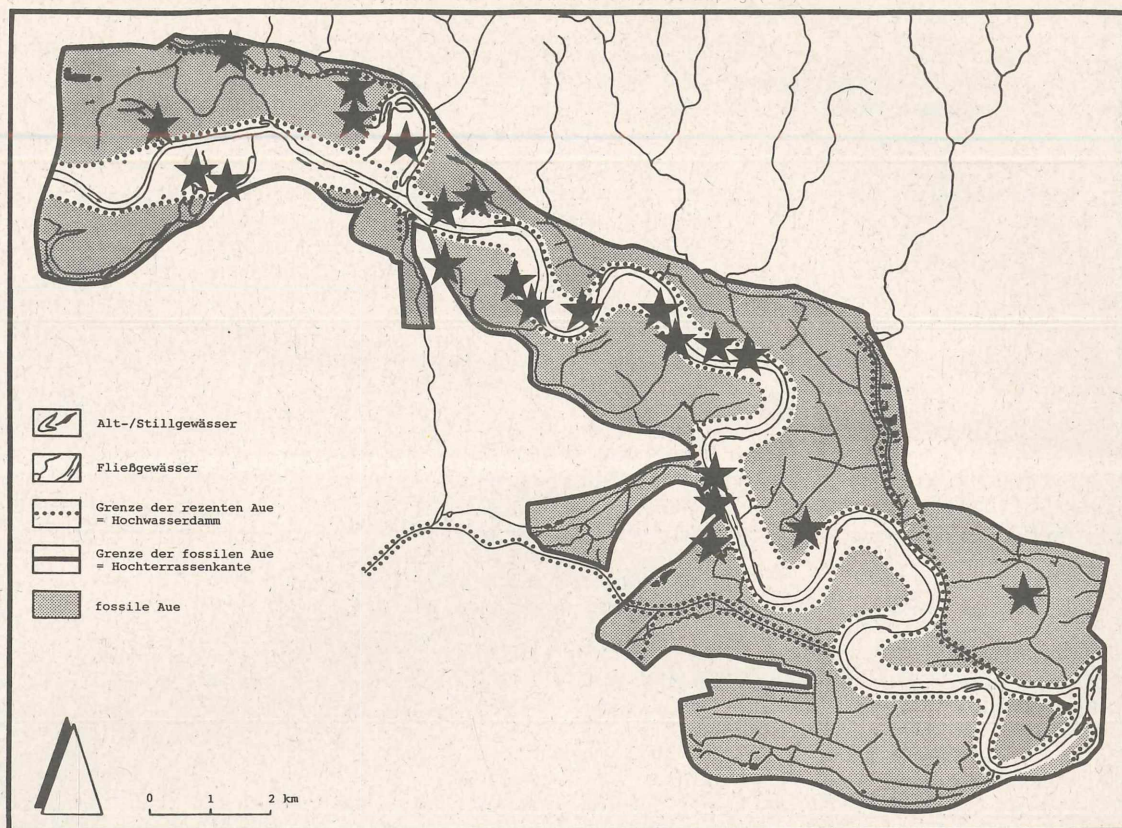 Alt-/Stillgewässer
Fließgewässer
Grenze der rezenten Aue
= Hochwasserdamm
Grenze der fossilen Aue
= Hochterrassenkante
fossile Aue
0 1 2 km